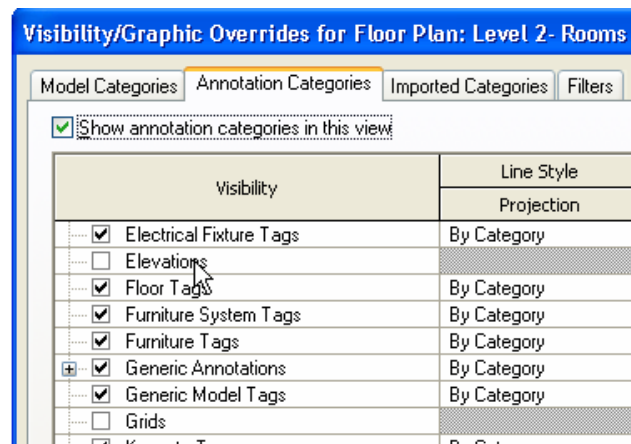 Visibility/Graphic Overrides for Floor Plan: Level 2- Rooms
Model Categories Annotation Categories Imported Categories Filters
Show annotation categories in this view
Visibility Line Style
Projection
Electrical Fixture Tags By Category
Elevations
Floor Tags By Category
Furniture System Tags By Category
Furniture Tags By Category
Generic Annotations By Category
Generic Model Tags By Category
Grids